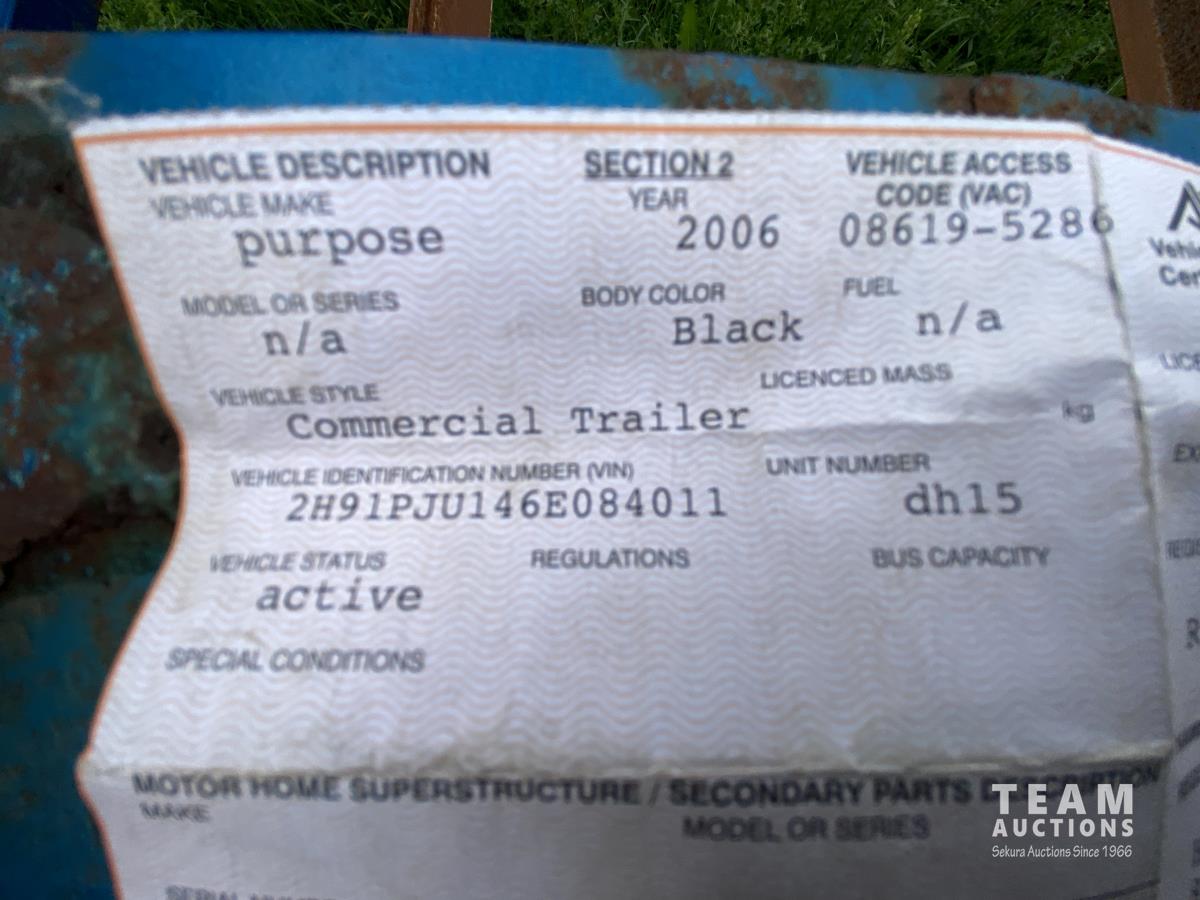 VEHICLE DESCRIPTION SECTION 2 VEHICLE ACCESS
VEHICLE MAKE YEAR CODE (VAC)
purpose 2006 08619-5286
MODEL OR SERIES BODY COLOR FUEL
n/a Black n/a
VEHICLE STYLE LICENCED MASS
Commercial Trailer kg
VEHICLE IDENTIFICATION NUMBER (VIN) UNIT NUMBER
2H91PJU146E084011 dh15
VEHICLE STATUS REGULATIONS BUS CAPACITY
active
SPECIAL CONDITIONS
MOTOR HOME SUPERSTRUCTURE / SECONDARY PARTS DESCRIPTION
MAKE MODEL OR SERIES
TEAM
AUCTIONS
Sekura Auctions Since 1966